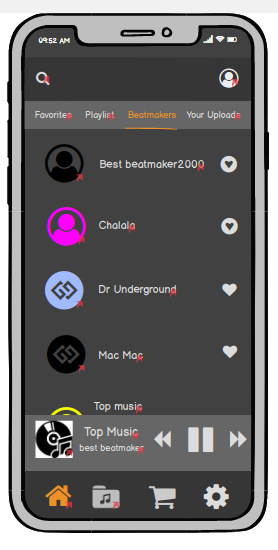 09:52 AM
Favorites Playlist Beatmakers Your Uploads
Best beatmaker2000
Chalala
Dr Underground
Mac Mac
Top music
Top Music
best beatmaker